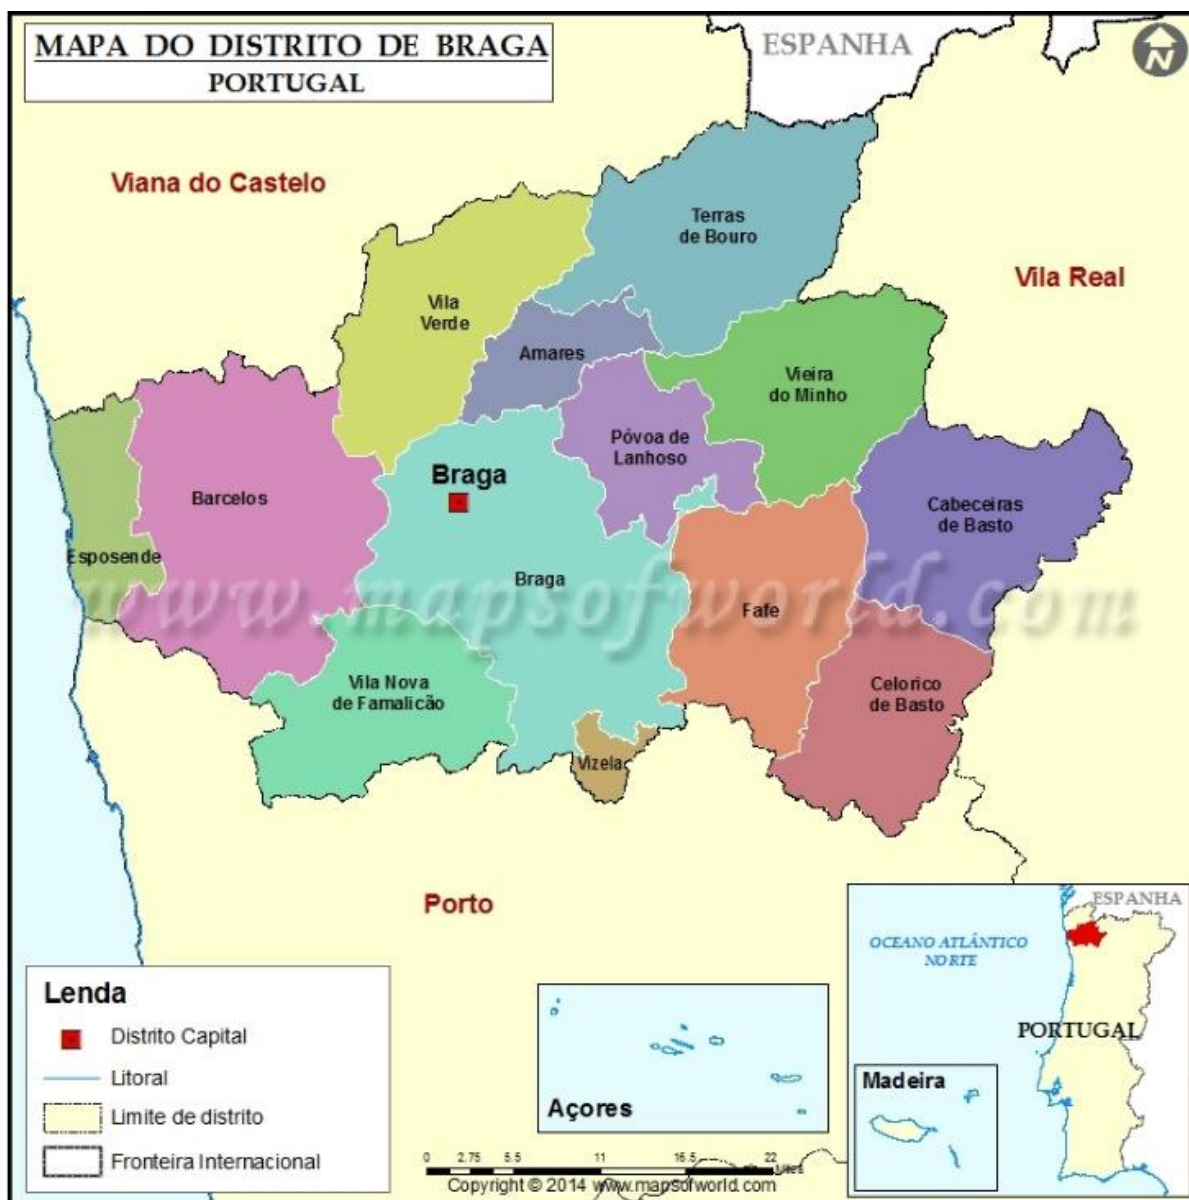 MAPA DO DISTRITO DE BRAGA
PORTUGAL
ESPANHA
N
Viana do Castelo
Terras
de Bouro
Vila Real
Vila
Verde
Amares
Vieira
do Minho
Póvoa de
Lanhoso
Braga
Barcelos
Cabeceiras
de Basto
Esposende
Braga
www.mapsofworld.com
Fafe
Vila Nova
de Famalicão
Celorico
de Basto
Vizela
Porto
ESPANHA
OCEANO ATLÂNTICO
NORTE
PORTUGAL
Madeira
Lenda
Distrito Capital
Litoral
Limite de distrito
Fronteira Internacional
Açores
0 2.75 5.5 11 16.5 22
Miles
Copyright © 2014 www.mapsofworld.com